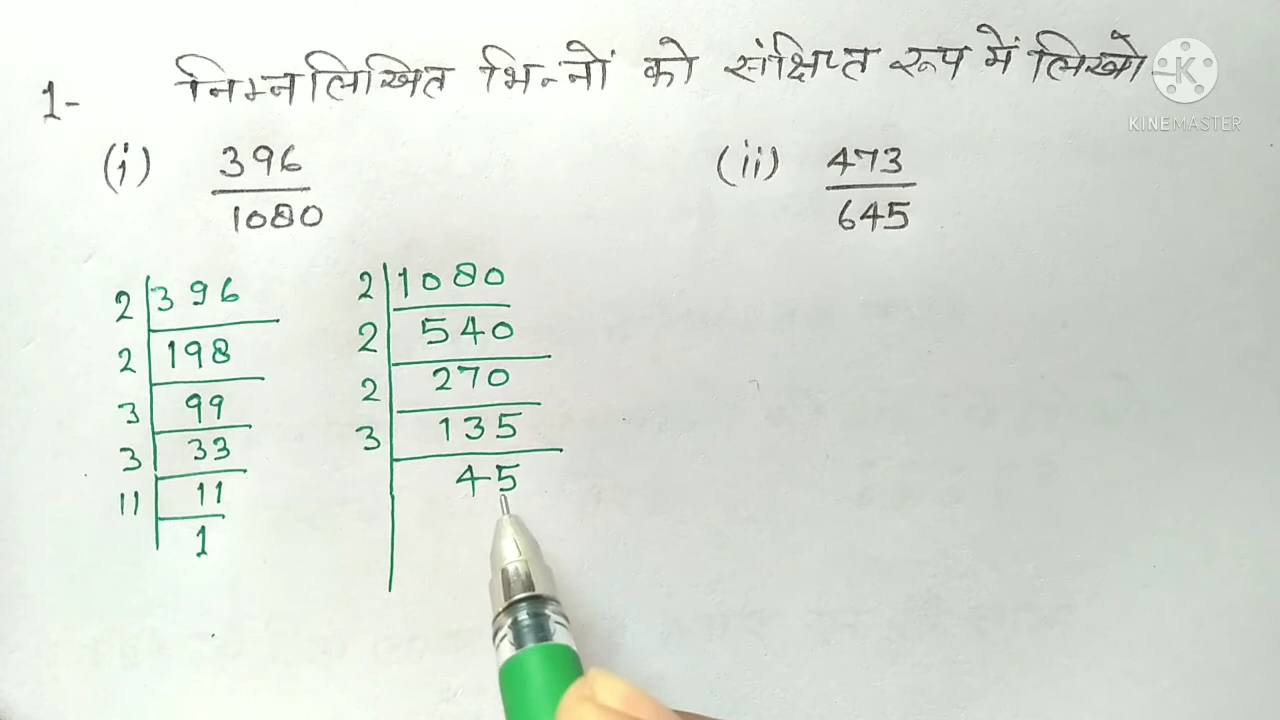 1- निम्नलिखित भिन्नों को संक्षिप्त रूप में लिखो-
K
KINEMASTER
(i) 396/1080 (ii) 473/645
2 | 396
2 | 198
3 | 99
3 | 33
11 | 11
1
2 | 1080
2 | 540
2 | 270
3 | 135
45